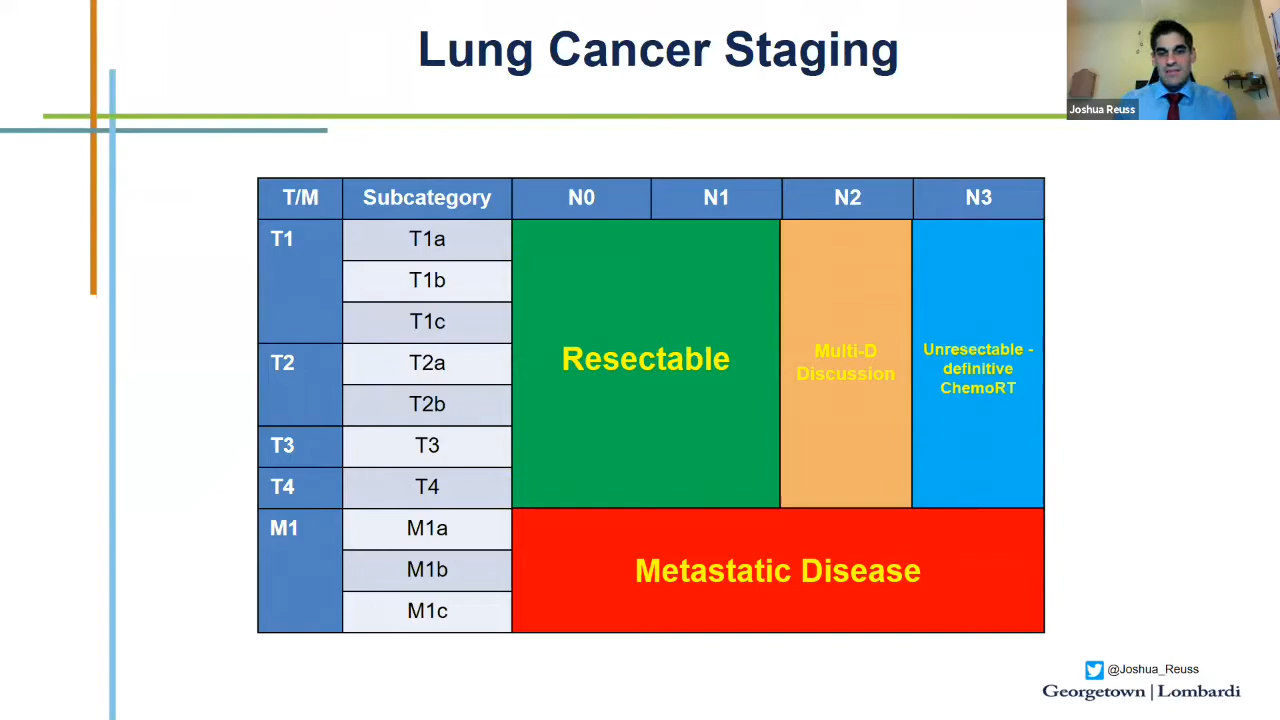 Lung Cancer Staging
Joshua Reuss
T/M Subcategory N0 N1 N2 N3
T1 T1a
T1b
T1c
T2 T2a
T2b
T3 T3
T4 T4
Resectable
Multi-D
Discussion
Unresectable -
definitive
ChemoRT
M1 M1a
M1b
M1c
Metastatic Disease
@Joshua_Reuss
Georgetown | Lombardi